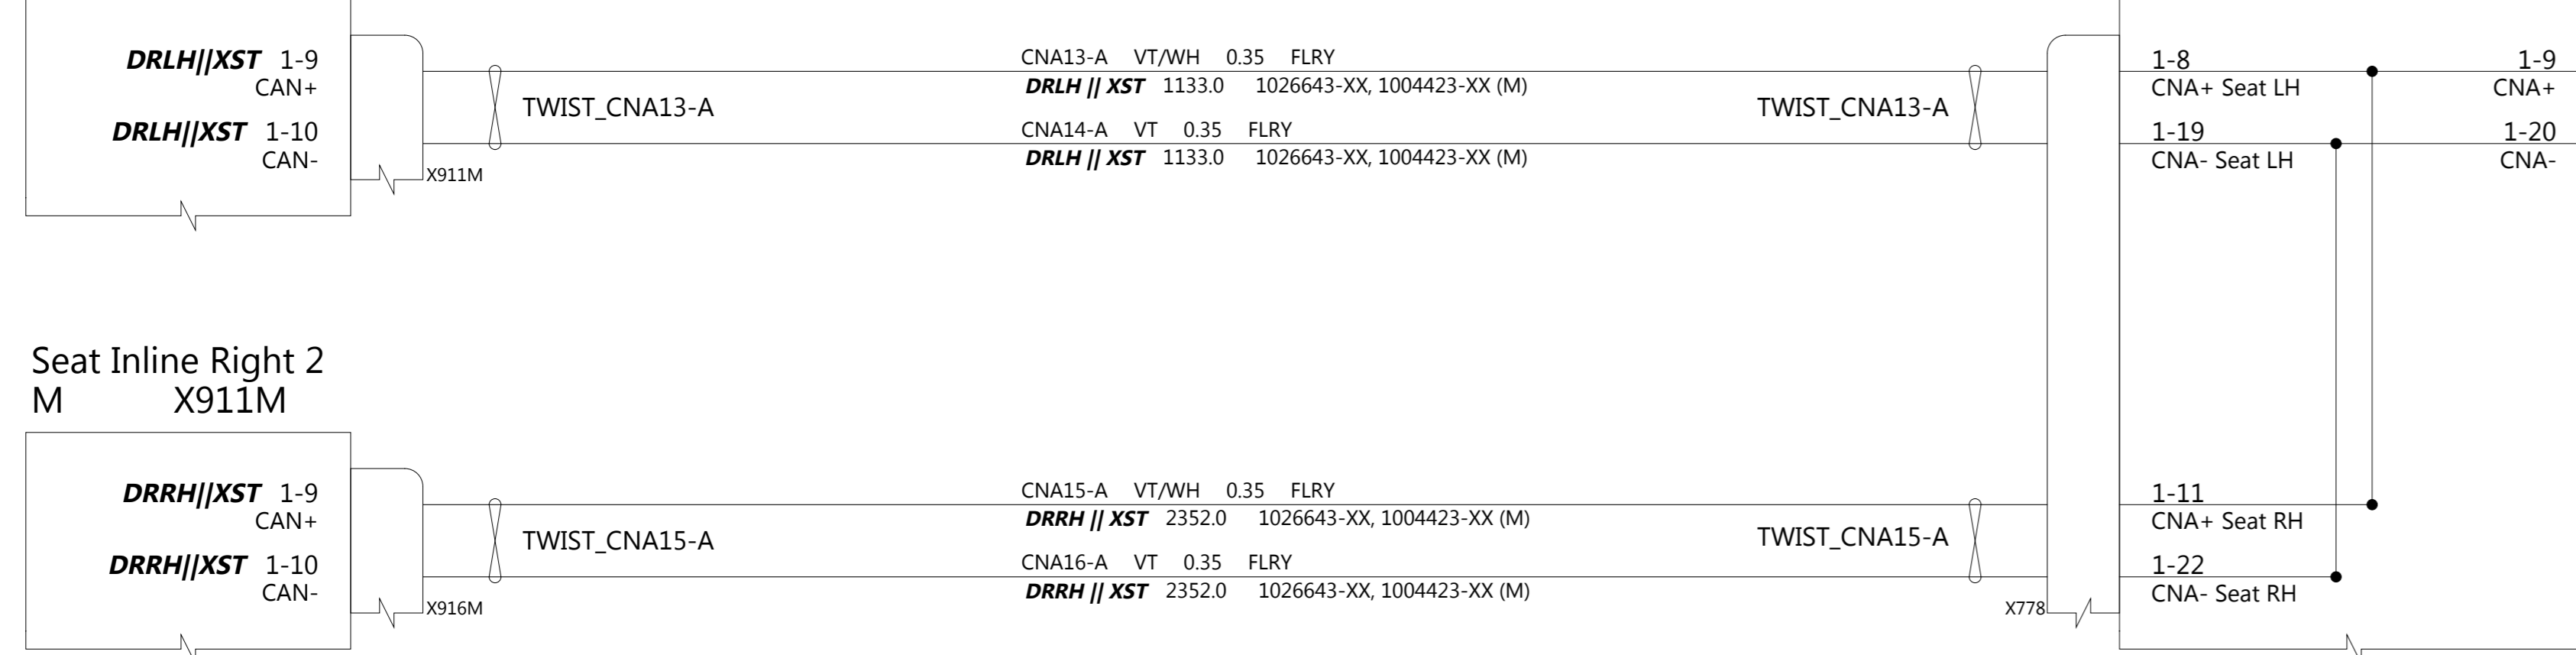 DRLH||XST 1-9
CAN+
DRLH||XST 1-10
CAN-
X911M
TWIST_CNA13-A
CNA13-A VT/WH 0.35 FLRY
DRLH || XST 1133.0 1026643-XX, 1004423-XX (M)
CNA14-A VT 0.35 FLRY
DRLH || XST 1133.0 1026643-XX, 1004423-XX (M)
TWIST_CNA13-A
1-8
CNA+ Seat LH
1-19
CNA- Seat LH
1-9
CNA+
1-20
CNA-
Seat Inline Right 2
M X911M
DRRH||XST 1-9
CAN+
DRRH||XST 1-10
CAN-
X916M
TWIST_CNA15-A
CNA15-A VT/WH 0.35 FLRY
DRRH || XST 2352.0 1026643-XX, 1004423-XX (M)
CNA16-A VT 0.35 FLRY
DRRH || XST 2352.0 1026643-XX, 1004423-XX (M)
TWIST_CNA15-A
X778
1-11
CNA+ Seat RH
1-22
CNA- Seat RH